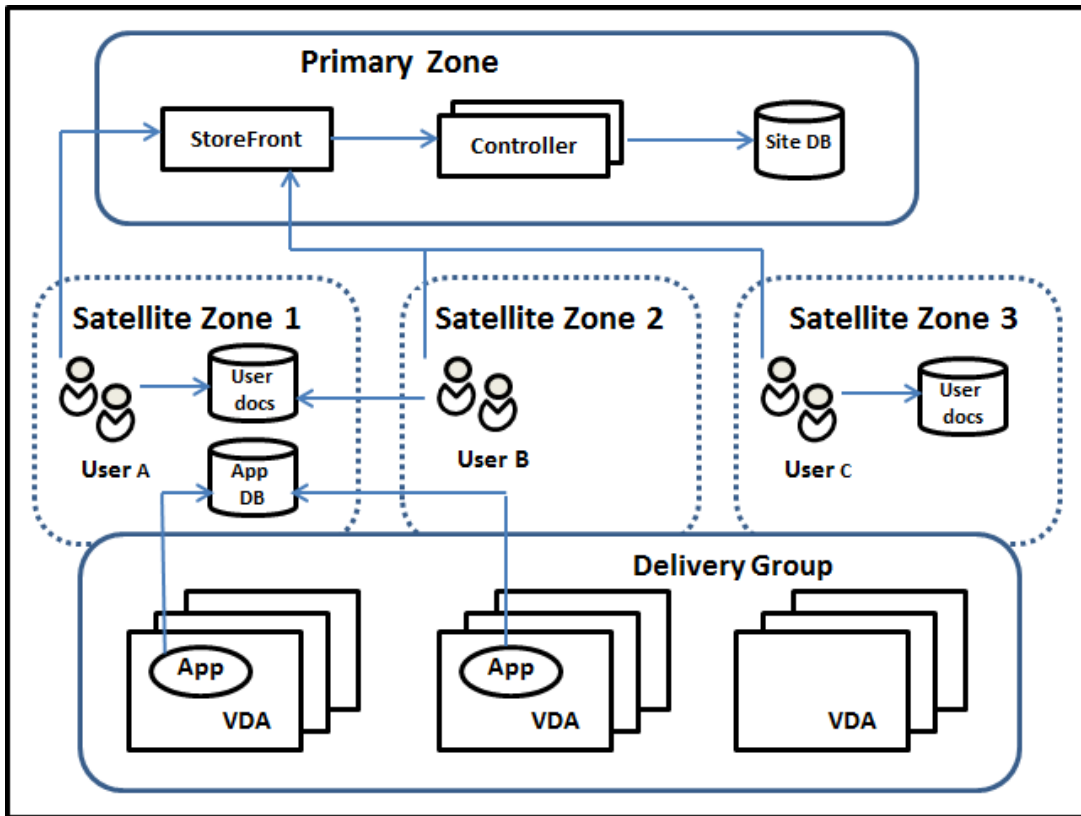 Primary Zone
StoreFront
Controller
Site DB
Satellite Zone 1
Satellite Zone 2
Satellite Zone 3
User
docs
User
docs
User A
User B
User C
App
DB
Delivery Group
App
VDA
App
VDA
VDA